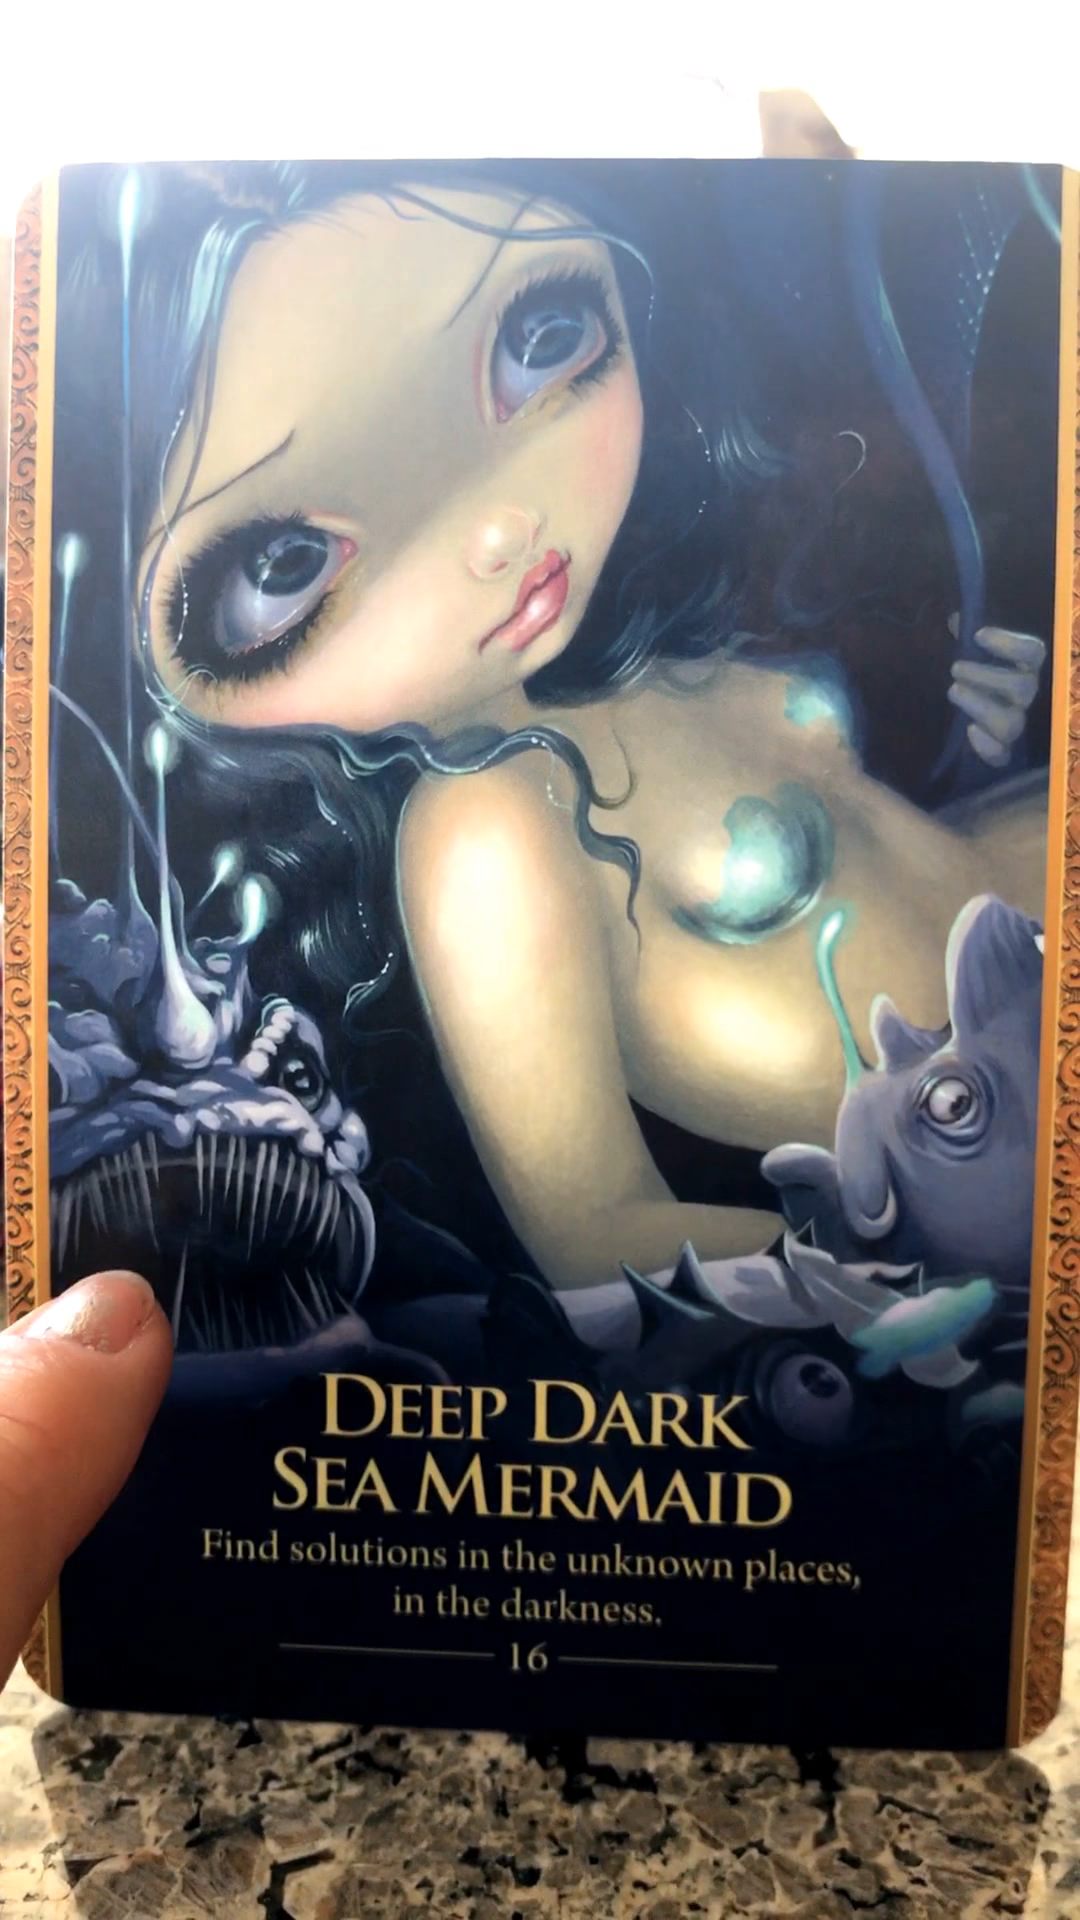 Deep Dark
Sea Mermaid
Find solutions in the unknown places,
in the darkness.
16